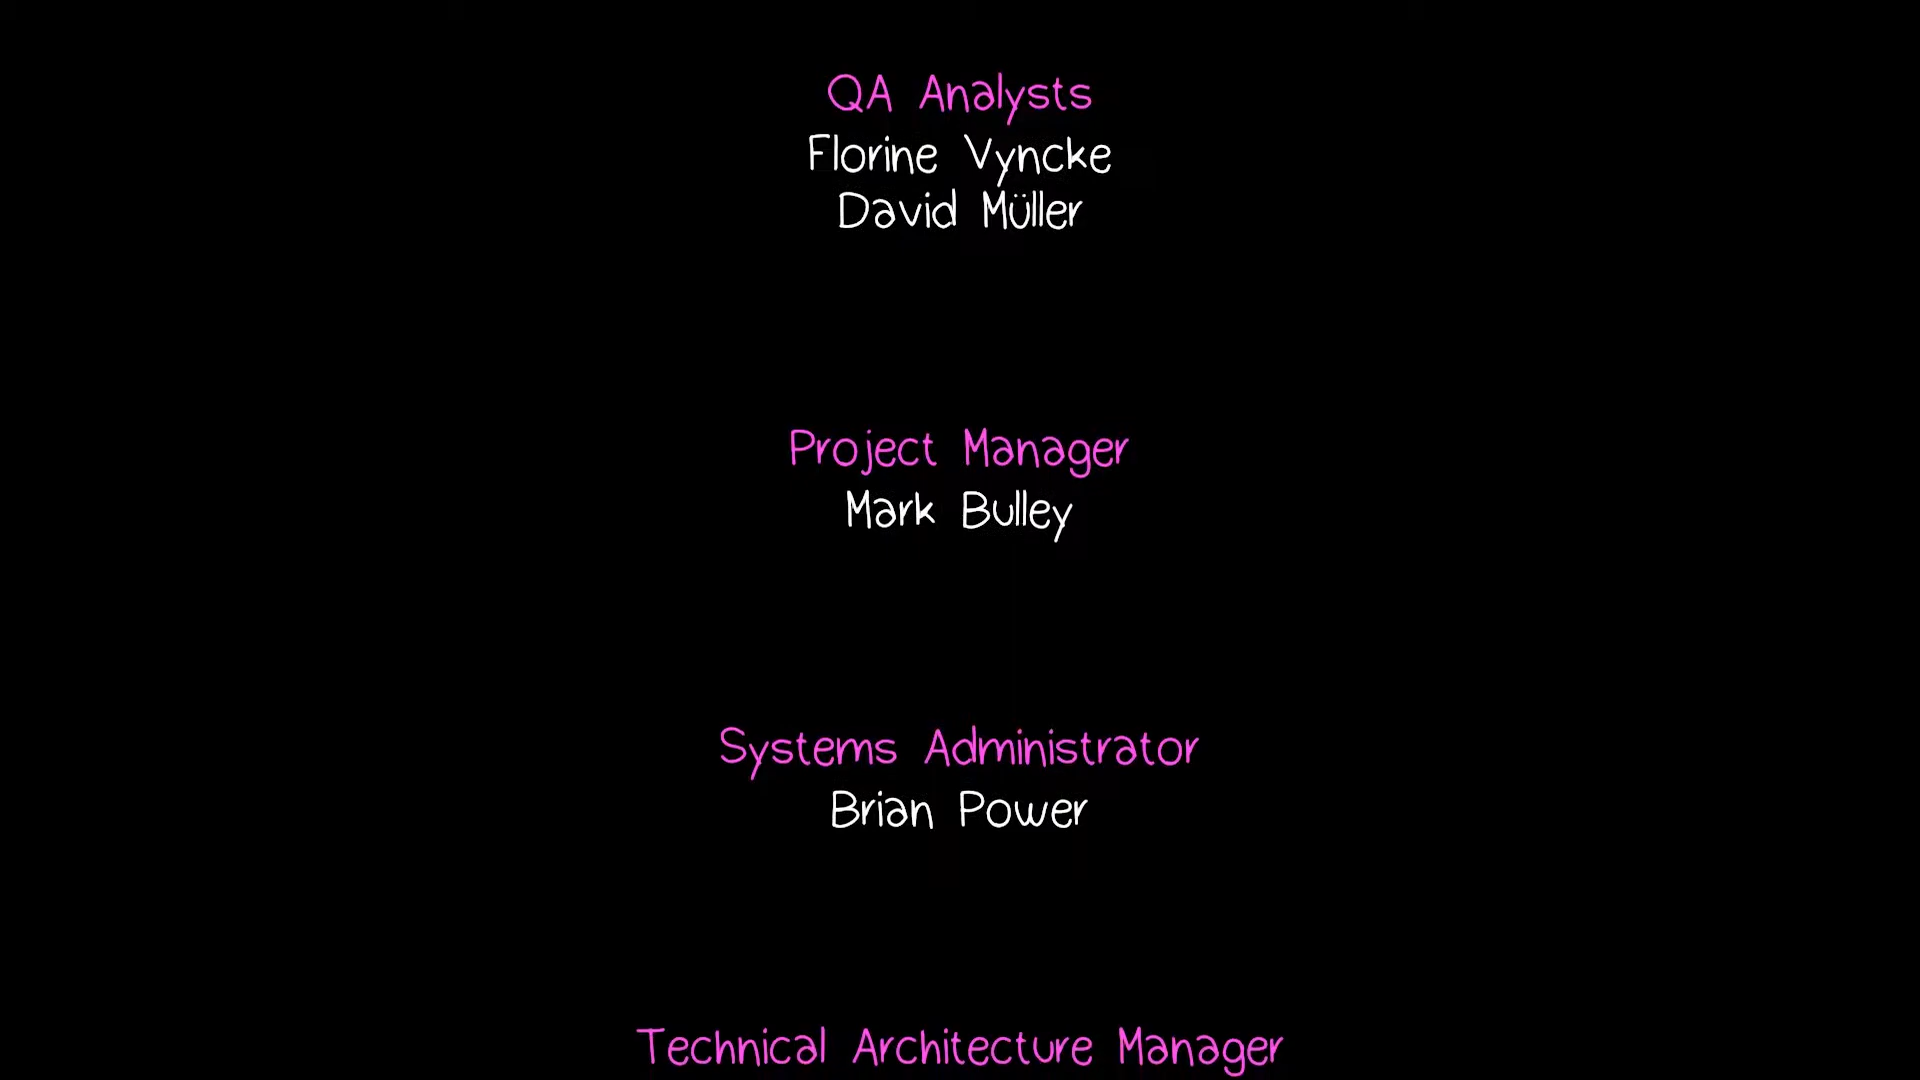 QA Analysts
Florine Vyncke
David Müller
Project Manager
Mark Bulley
Systems Administrator
Brian Power
Technical Architecture Manager